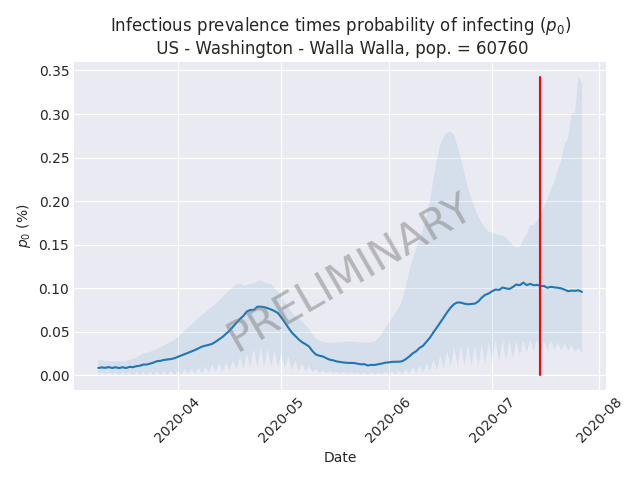 Infectious prevalence times probability of infecting (p₀)
US - Washington - Walla Walla, pop. = 60760
0.35
0.30
0.25
0.20
0.15
0.10
0.05
0.00
p₀ (%)
PRELIMINARY
2020-04
2020-05
2020-06
2020-07
2020-08
Date